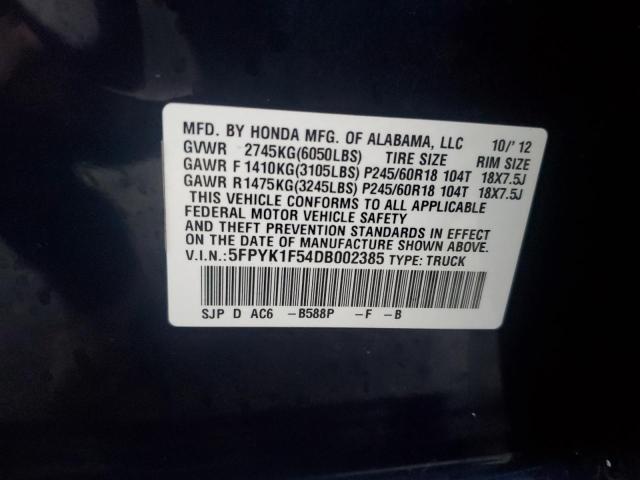 MFD. BY HONDA MFG. OF ALABAMA, LLC 10/'12
GVWR 2745KG(6050LBS) TIRE SIZE RIM SIZE
GAWR F 1410KG(3105LBS) P245/60R18 104T 18X7.5J
GAWR R1475KG(3245LBS) P245/60R18 104T 18X7.5J
THIS VEHICLE CONFORMS TO ALL APPLICABLE
FEDERAL MOTOR VEHICLE SAFETY
AND THEFT PREVENTION STANDARDS IN EFFECT
ON THE DATE OF MANUFACTURE SHOWN ABOVE.
V.I.N.:5FPYK1F54DB002385 TYPE: TRUCK
SJP D AC6 -B588P -F -B